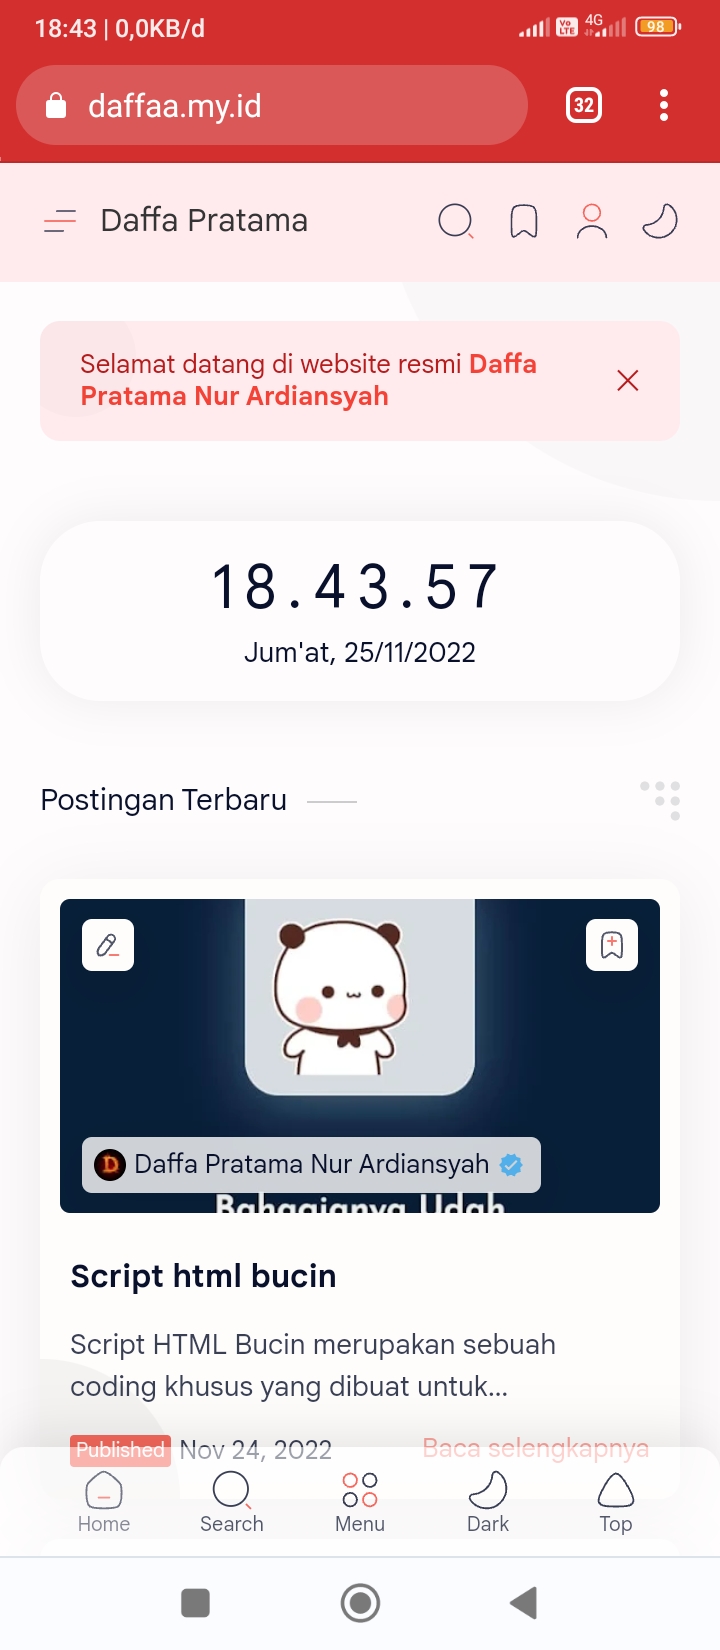 18:43 | 0,0KB/d
Vo LTE
4G
98
daffaa.my.id
32
Daffa Pratama
Selamat datang di website resmi Daffa
Pratama Nur Ardiansyah
18.43.57
Jum'at, 25/11/2022
Postingan Terbaru
D Daffa Pratama Nur Ardiansyah
Bahagianya Udah
Script html bucin
Script HTML Bucin merupakan sebuah
coding khusus yang dibuat untuk...
Published Nov 24, 2022 Baca selengkapnya
Home Search Menu Dark Top